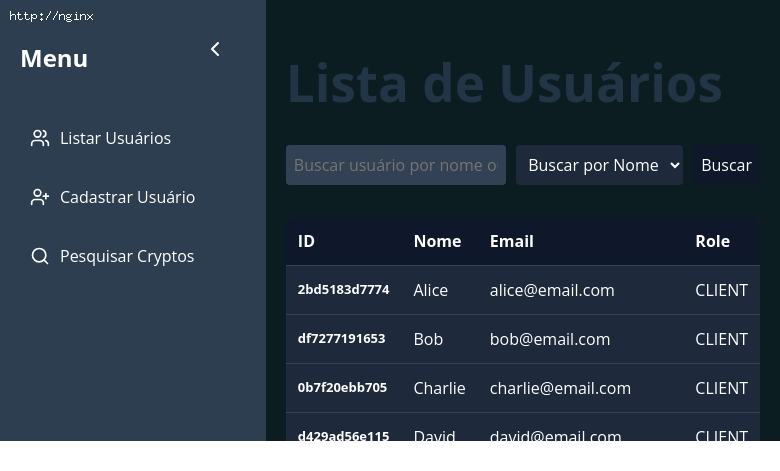 http://nginx
Menu
Listar Usuários
Cadastrar Usuário
Pesquisar Cryptos
Lista de Usuários
Buscar usuário por nome o
Buscar por Nome
Buscar
ID Nome Email Role
2bd5183d7774 Alice alice@email.com CLIENT
df7277191653 Bob bob@email.com CLIENT
0b7f20ebb705 Charlie charlie@email.com CLIENT
d429ad56e115 David david@email.com CLIENT